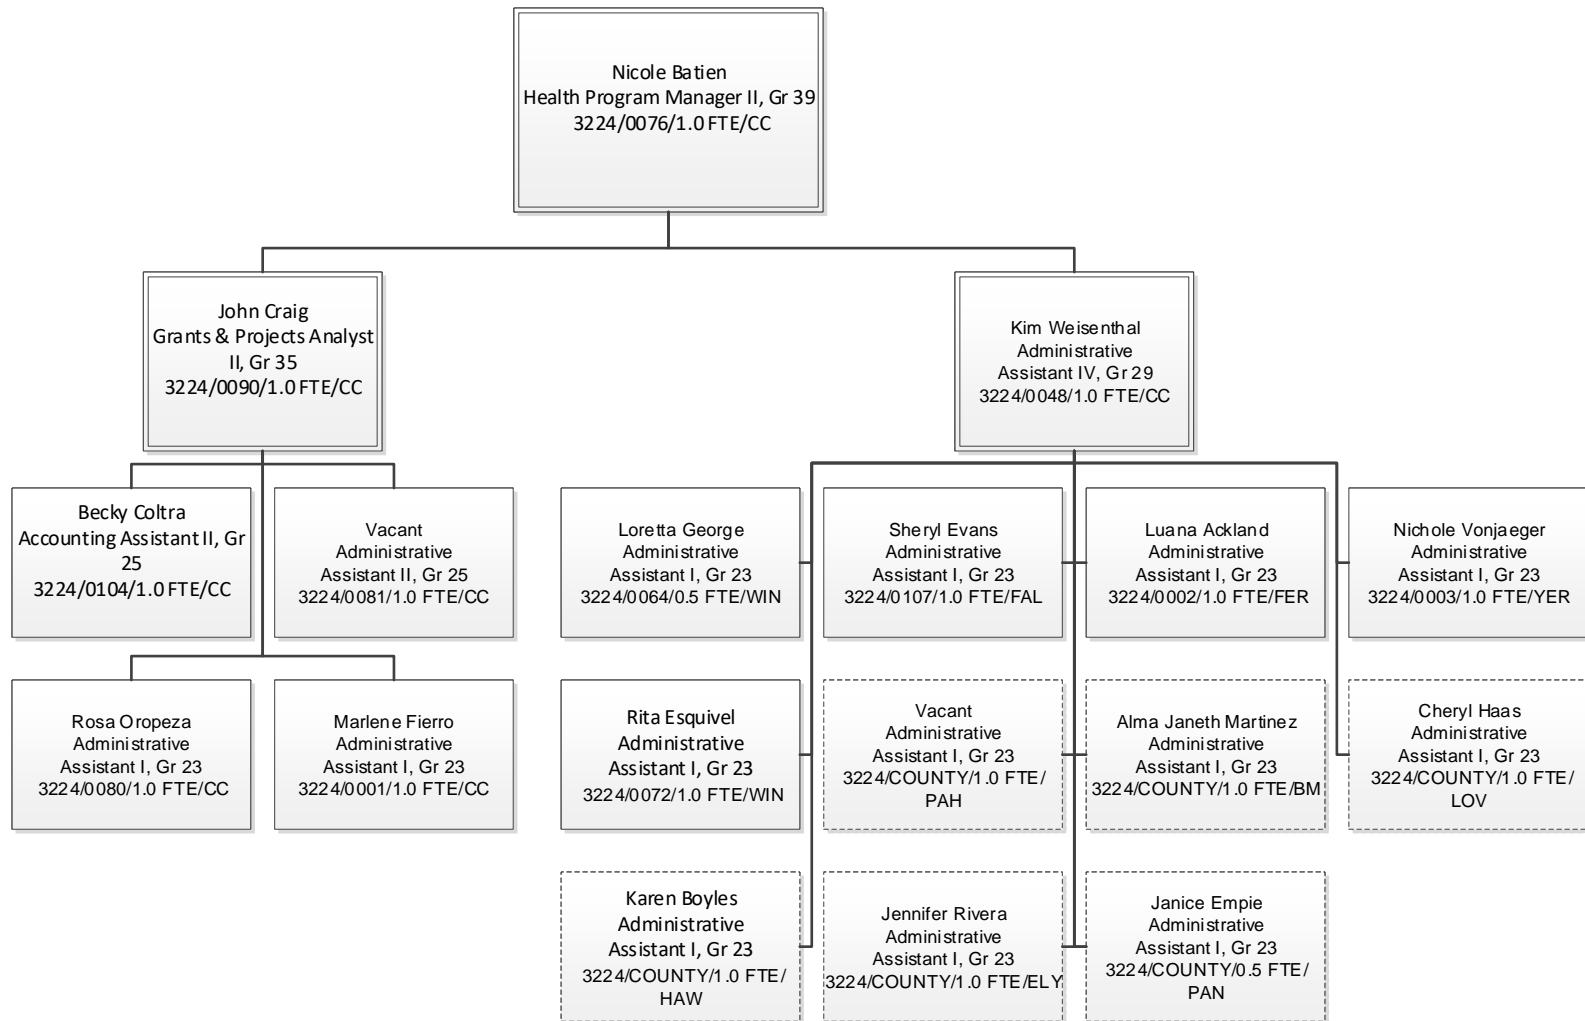 Nicole Batien
Health Program Manager II, Gr 39
3224/0076/1.0 FTE/CC
John Craig
Grants & Projects Analyst
II, Gr 35
3224/0090/1.0 FTE/CC
Kim Weisenthal
Administrative
Assistant IV, Gr 29
3224/0048/1.0 FTE/CC
Becky Coltra
Accounting Assistant II, Gr
25
3224/0104/1.0 FTE/CC
Vacant
Administrative
Assistant II, Gr 25
3224/0081/1.0 FTE/CC
Loretta George
Administrative
Assistant I, Gr 23
3224/0064/0.5 FTE/WIN
Sheryl Evans
Administrative
Assistant I, Gr 23
3224/0107/1.0 FTE/FAL
Luana Ackland
Administrative
Assistant I, Gr 23
3224/0002/1.0 FTE/FER
Nichole Vonjaeger
Administrative
Assistant I, Gr 23
3224/0003/1.0 FTE/YER
Rosa Oropeza
Administrative
Assistant I, Gr 23
3224/0080/1.0 FTE/CC
Marlene Fierro
Administrative
Assistant I, Gr 23
3224/0001/1.0 FTE/CC
Rita Esquivel
Administrative
Assistant I, Gr 23
3224/0072/1.0 FTE/WIN
Vacant
Administrative
Assistant I, Gr 23
3224/COUNTY/1.0 FTE/
PAH
Alma Janeth Martinez
Administrative
Assistant I, Gr 23
3224/COUNTY/1.0 FTE/BM
Cheryl Haas
Administrative
Assistant I, Gr 23
3224/COUNTY/1.0 FTE/
LOV
Karen Boyles
Administrative
Assistant I, Gr 23
3224/COUNTY/1.0 FTE/
HAW
Jennifer Rivera
Administrative
Assistant I, Gr 23
3224/COUNTY/1.0 FTE/ELY
Janice Empie
Administrative
Assistant I, Gr 23
3224/COUNTY/0.5 FTE/
PAN